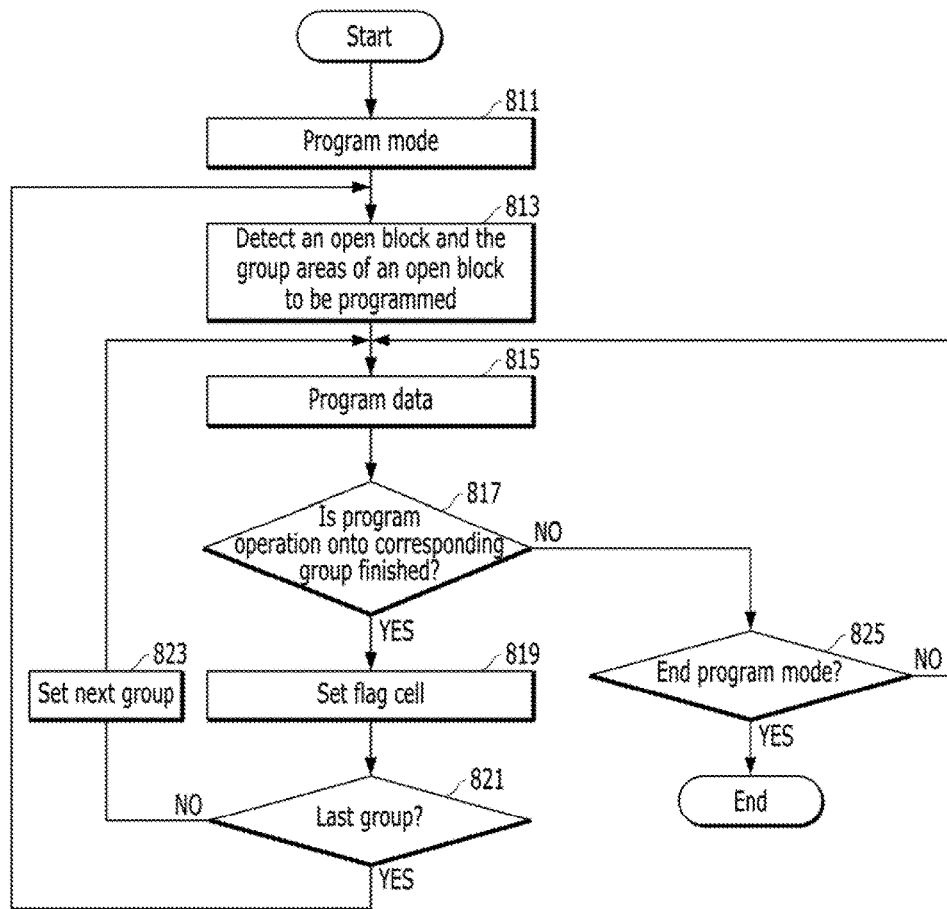 Start
811
Program mode
813
Detect an open block and the
group areas of an open block
to be programmed
815
Program data
817
Is program
operation onto corresponding
group finished?
NO
YES
823
Set next group
819
Set flag cell
825
End program mode?
NO
YES
End
821
Last group?
NO
YES